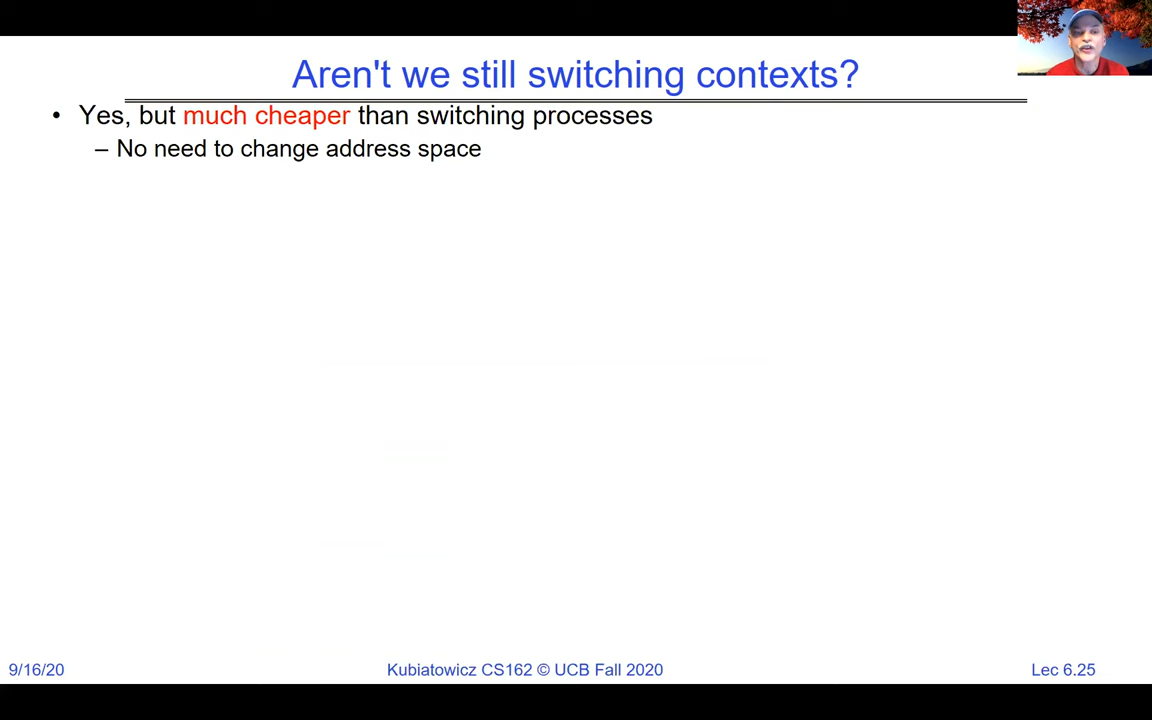 Aren't we still switching contexts?
• Yes, but much cheaper than switching processes
– No need to change address space
9/16/20
Kubiatowicz CS162 © UCB Fall 2020
Lec 6.25